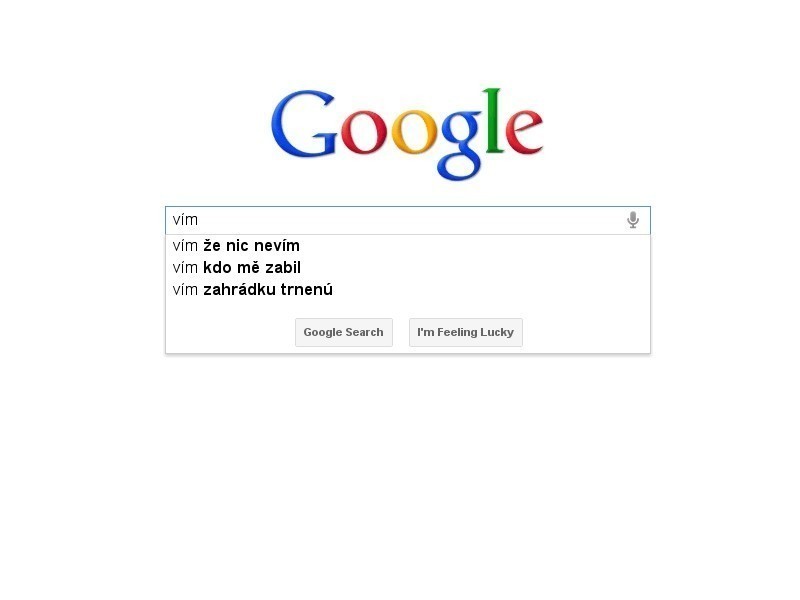 Google
vím
vím že nic nevím
vím kdo mě zabil
vím zahrádku trnenú
Google Search
I'm Feeling Lucky